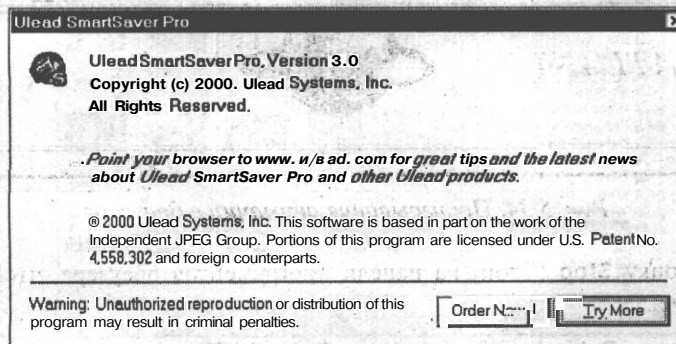 Ulead SmartSaver Pro
Ulead SmartSaver Pro, Version 3.0
Copyright (c) 2000. Ulead Systems, Inc.
All Rights Reserved.
.Point your browser to www. и/в ad. com for great tips and the latest news
about Ulead SmartSaver Pro and other Ulead products.
® 2000 Ulead Systems, Inc. This software is based in part on the work of the
Independent JPEG Group. Portions of this program are licensed under U.S. Patent No.
4,558,302 and foreign counterparts.
Warning: Unauthorized reproduction or distribution of this
program may result in criminal penalties.
Order
Try More